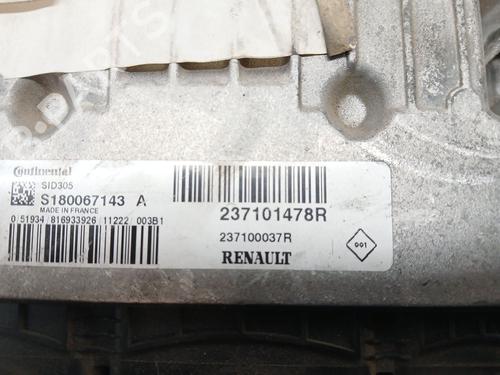 Continental
SID305
S180067143 A
MADE IN FRANCE
0 51934 816933926 11222 003B1
237101478R
237100037R
RENAULT
001